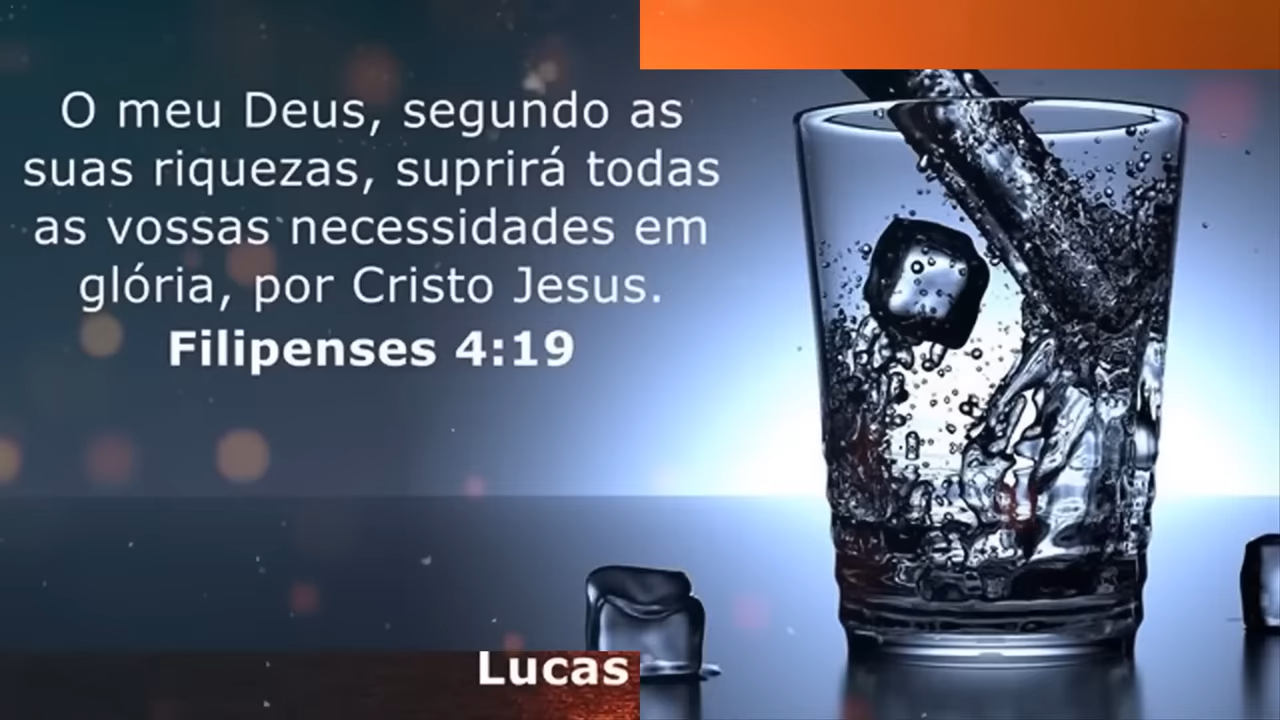 O meu Deus, segundo as
suas riquezas, suprirá todas
as vossas necessidades em
glória, por Cristo Jesus.
Filipenses 4:19
Lucas